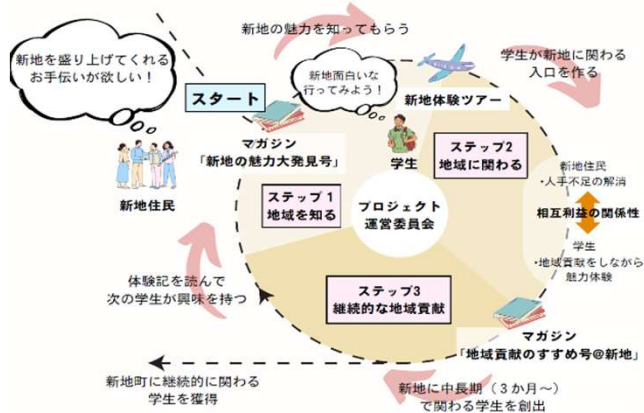 新地を盛り上げてくれる
お手伝いが欲しい！
新地の魅力を知ってもらう
学生が新地に関わる
入口を作る
スタート
新地面白いな
行ってみよう！
新地体験ツアー
マガジン
「新地の魅力大発見号」
学生
ステップ2
地域に関わる
新地住民
ステップ1
地域を知る
プロジェクト
運営委員会
新地住民
・人手不足の解消
相互利益の関係性
学生
・地域貢献をしながら
魅力体験
体験記を読んで
次の学生が興味を持つ
ステップ3
継続的な地域貢献
マガジン
「地域貢献のすすめ号@新地」
新地町に継続的に関わる
学生を獲得
新地に中長期（３か月～）
で関わる学生を創出